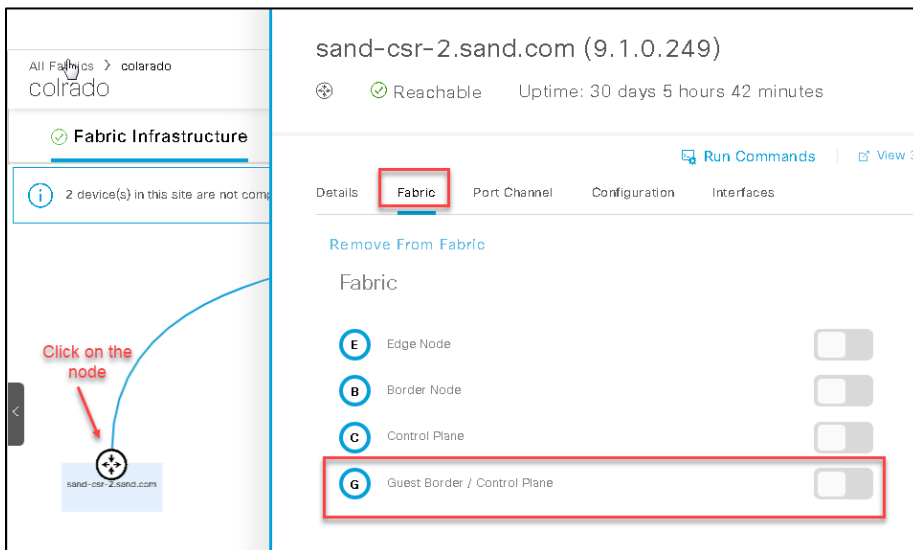 All Fabrics > colarado
colrado
Fabric Infrastructure
i 2 device(s) in this site are not comp
Click on the
node
sand-csr-2.sand.com
sand-csr-2.sand.com (9.1.0.249)
Reachable Uptime: 30 days 5 hours 42 minutes
Run Commands View 3
Details Fabric Port Channel Configuration Interfaces
Remove From Fabric
Fabric
E Edge Node
B Border Node
C Control Plane
G Guest Border / Control Plane